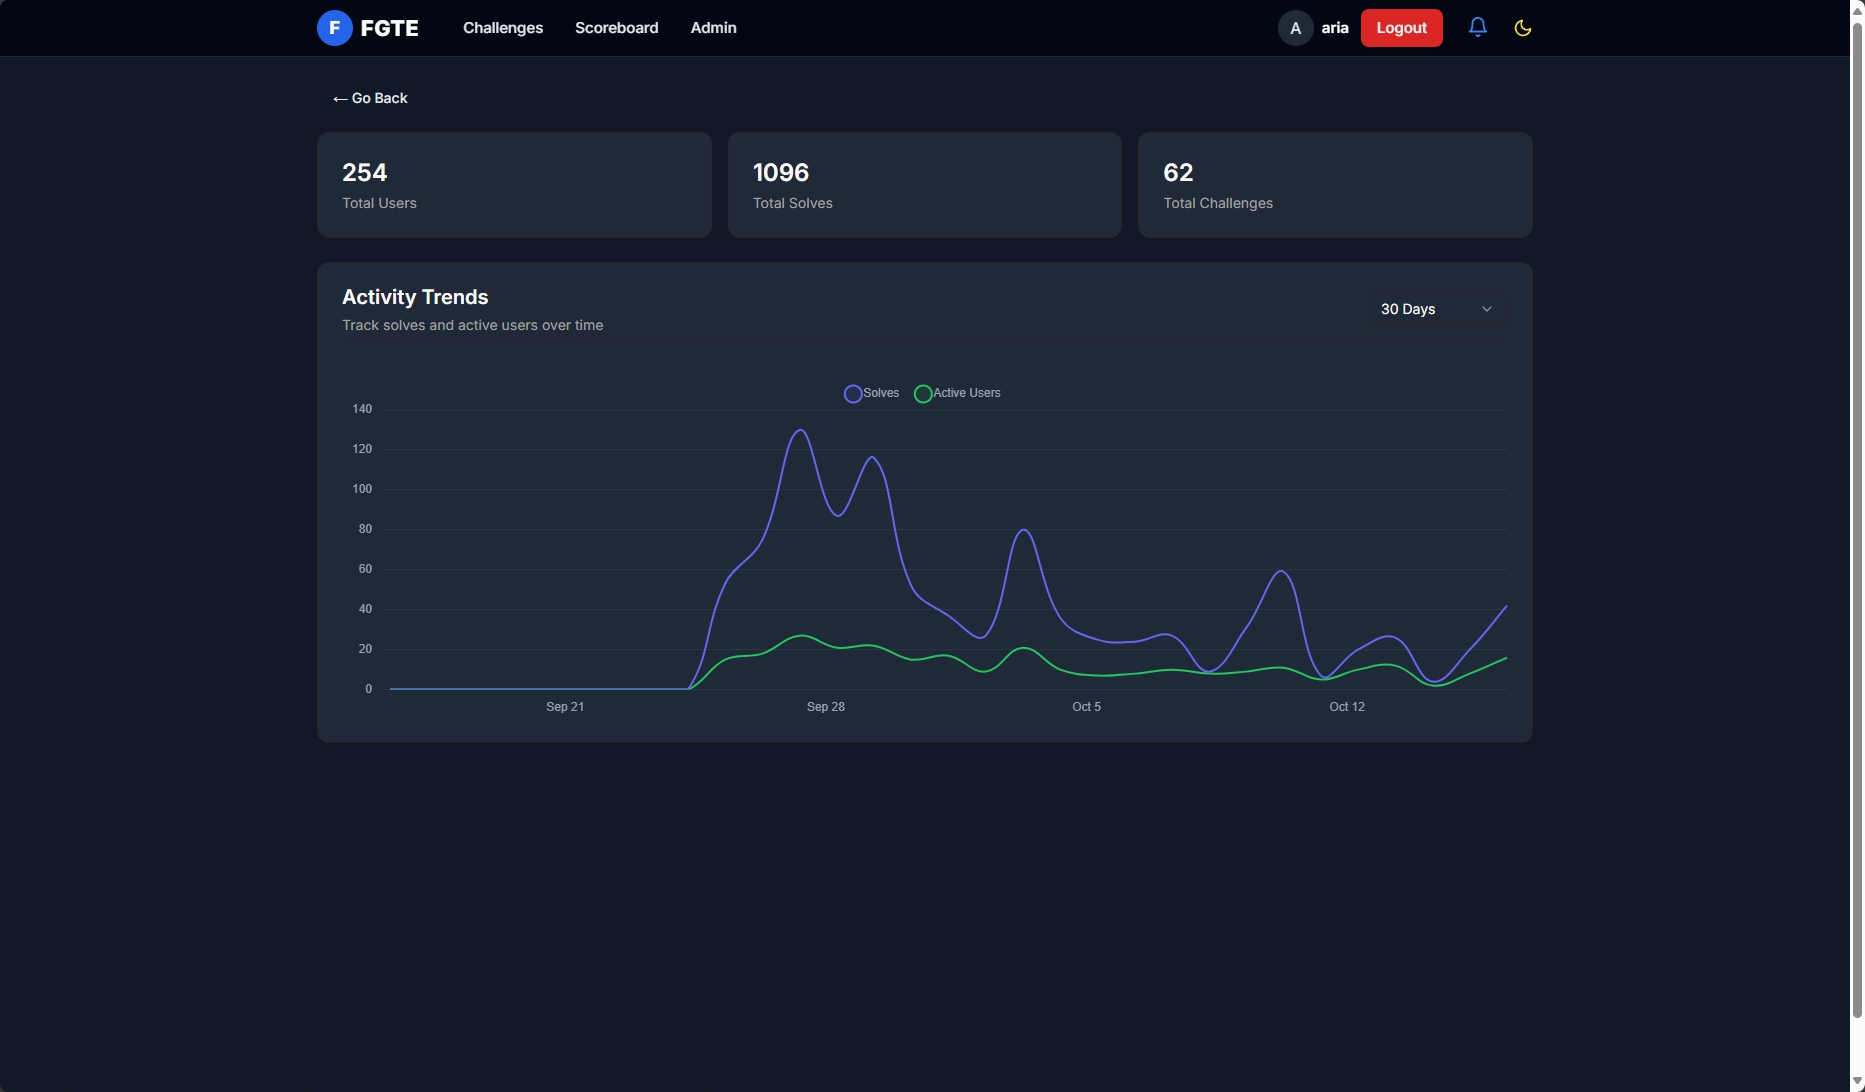 F FGTE Challenges Scoreboard Admin A aria Logout
← Go Back
254
Total Users
1096
Total Solves
62
Total Challenges
Activity Trends
Track solves and active users over time
30 Days
Solves Active Users
140
120
100
80
60
40
20
0
Sep 21 Sep 28 Oct 5 Oct 12